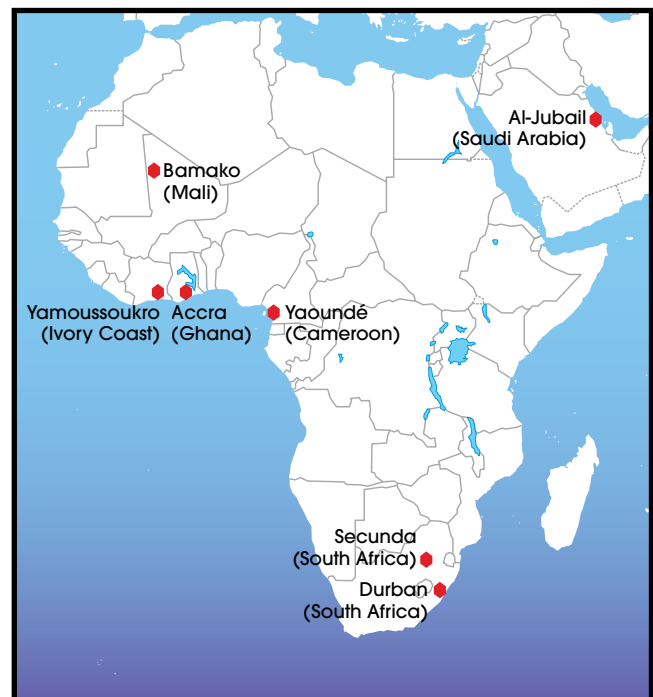 Al-Jubail
(Saudi Arabia)
Bamako
(Mali)
Yamoussoukro
(Ivory Coast)
Accra
(Ghana)
Yaoundé
(Cameroon)
Secunda
(South Africa)
Durban
(South Africa)